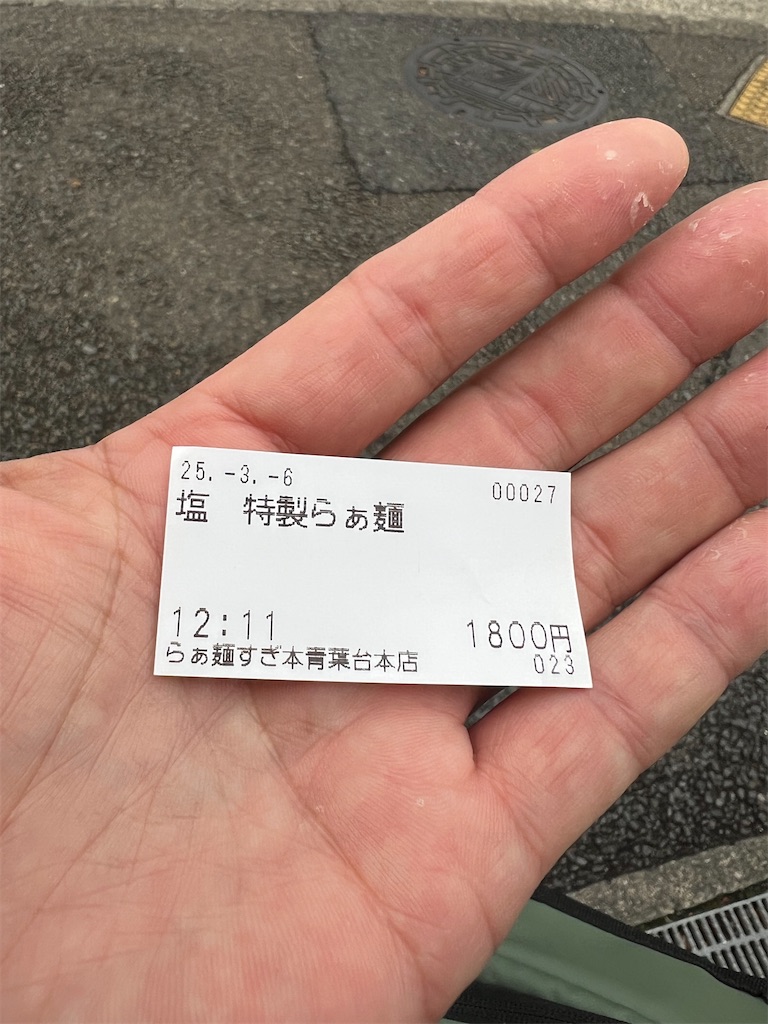 25.-3.-6 00027
塩 特製らぁ麺
12:11 1800円
らぁ麺すぎ本青葉台本店 023